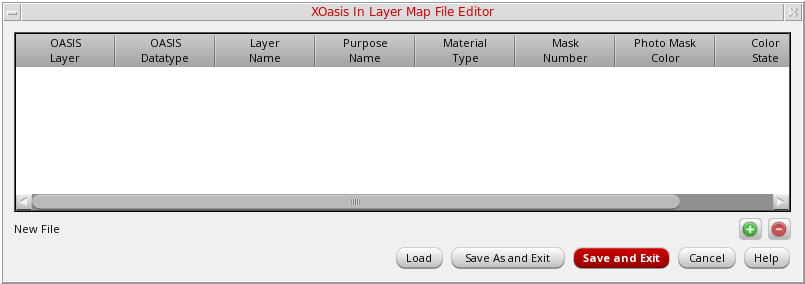 XOasis In Layer Map File Editor
OASIS Layer
OASIS Datatype
Layer Name
Purpose Name
Material Type
Mask Number
Photo Mask Color
Color State
New File
Load
Save As and Exit
Save and Exit
Cancel
Help